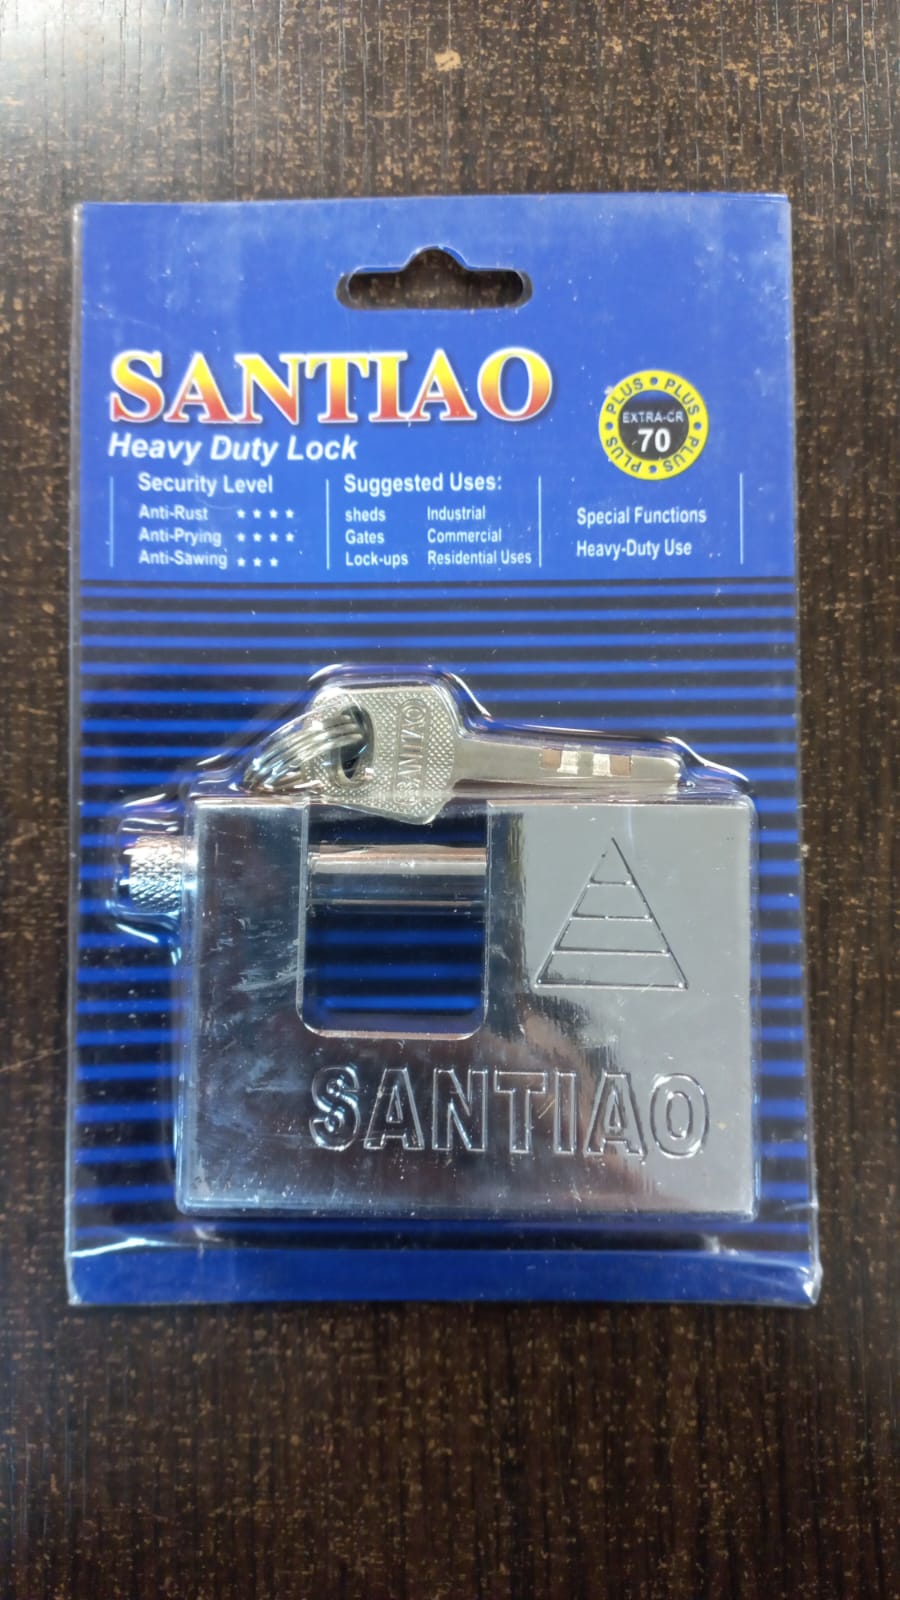 SANTIAO
Heavy Duty Lock
PLUS • PLUS • PLUS • PLUS • PLUS •
EXTRA-CR
70
Security Level
Anti-Rust ★ ★ ★ ★
Anti-Prying ★ ★ ★ ★
Anti-Sawing ★ ★ ★
Suggested Uses:
sheds Industrial
Gates Commercial
Lock-ups Residential Uses
Special Functions
Heavy-Duty Use
SANTIAO
SANTIAO